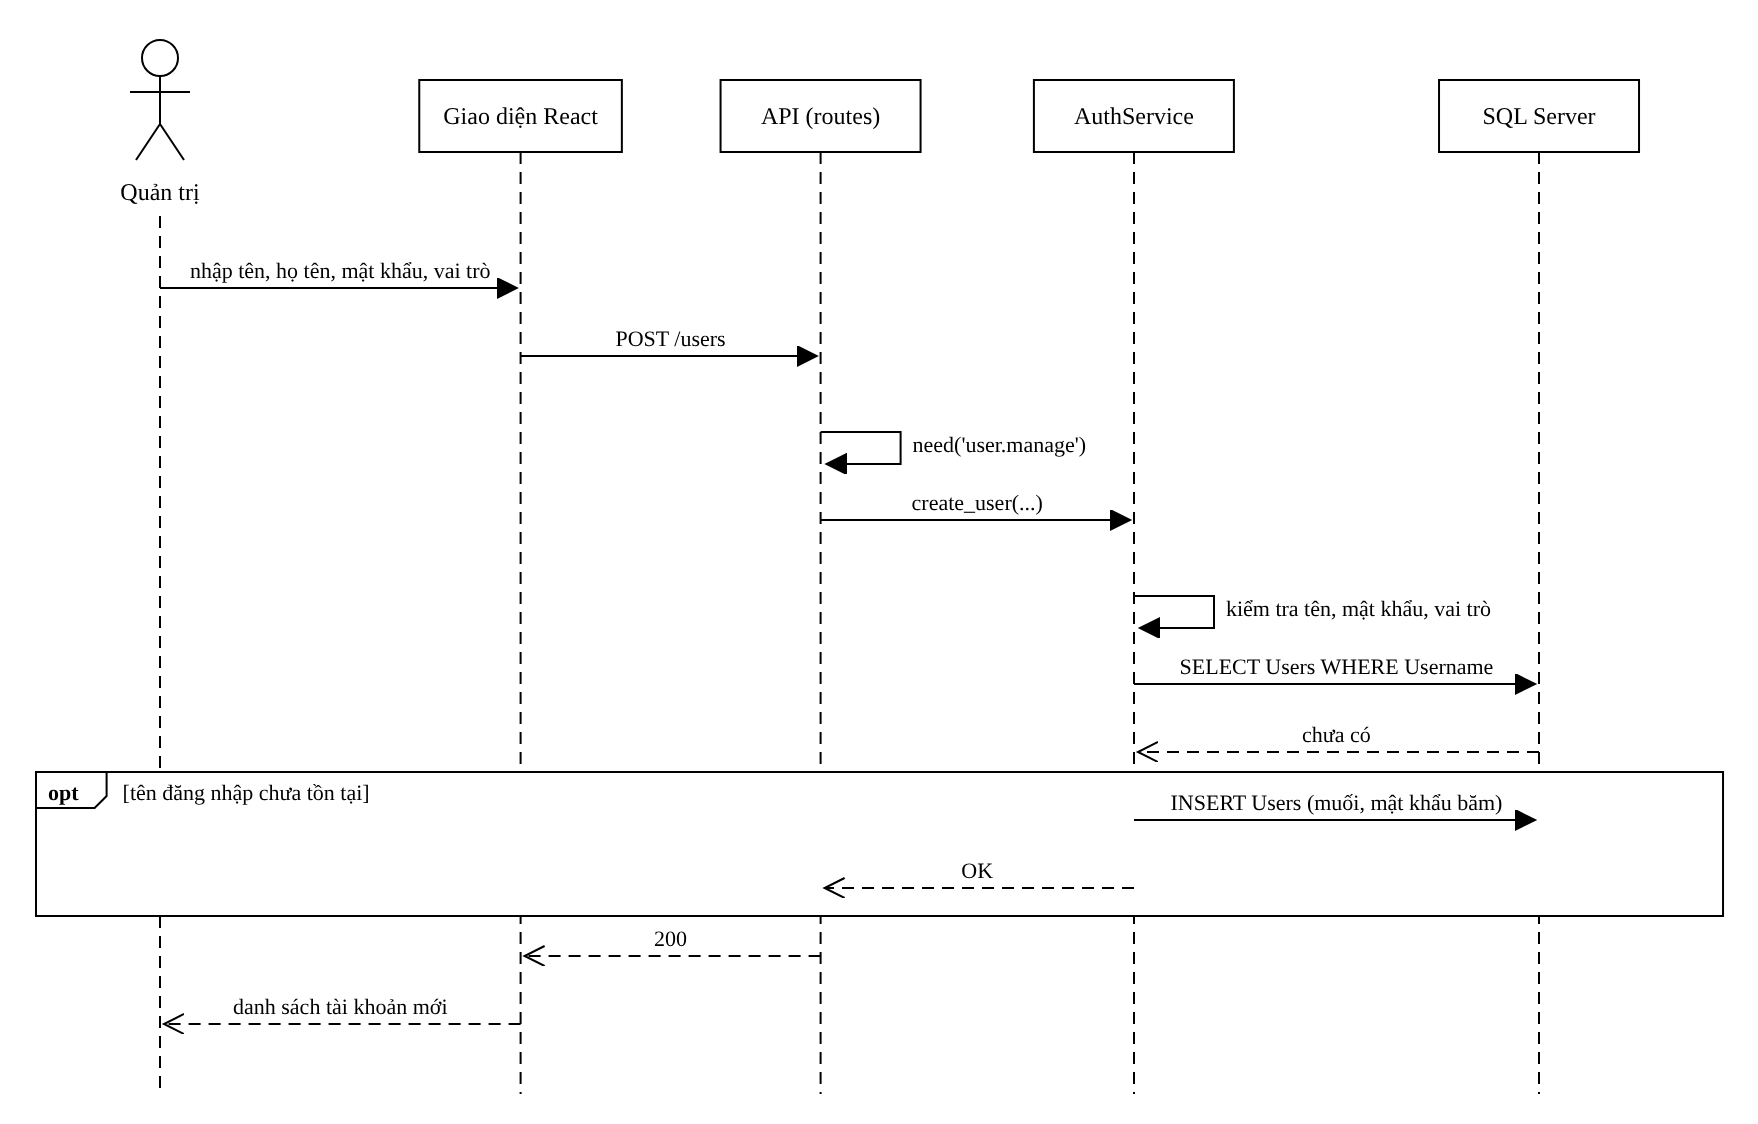 Giao diện React
API (routes)
AuthService
SQL Server
Quản trị
nhập tên, họ tên, mật khẩu, vai trò
POST /users
need('user.manage')
create_user(...)
kiểm tra tên, mật khẩu, vai trò
SELECT Users WHERE Username
chưa có
opt [tên đăng nhập chưa tồn tại]
INSERT Users (muối, mật khẩu băm)
OK
200
danh sách tài khoản mới